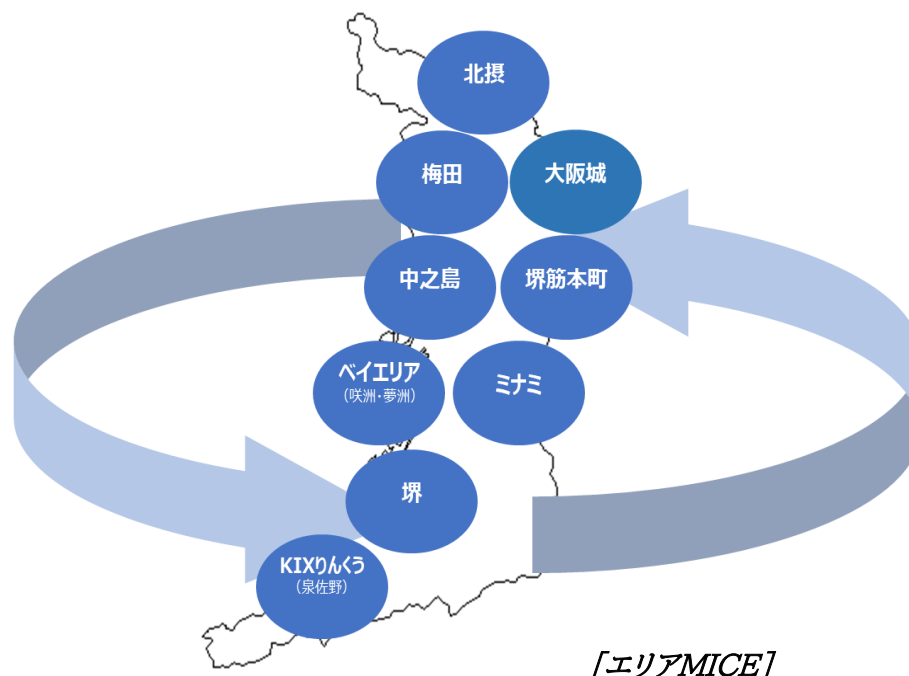 北摂
梅田
大阪城
中之島
堺筋本町
ベイエリア
(咲洲・夢洲)
ミナミ
堺
KIXりんくう
(泉佐野)
[エリアMICE]